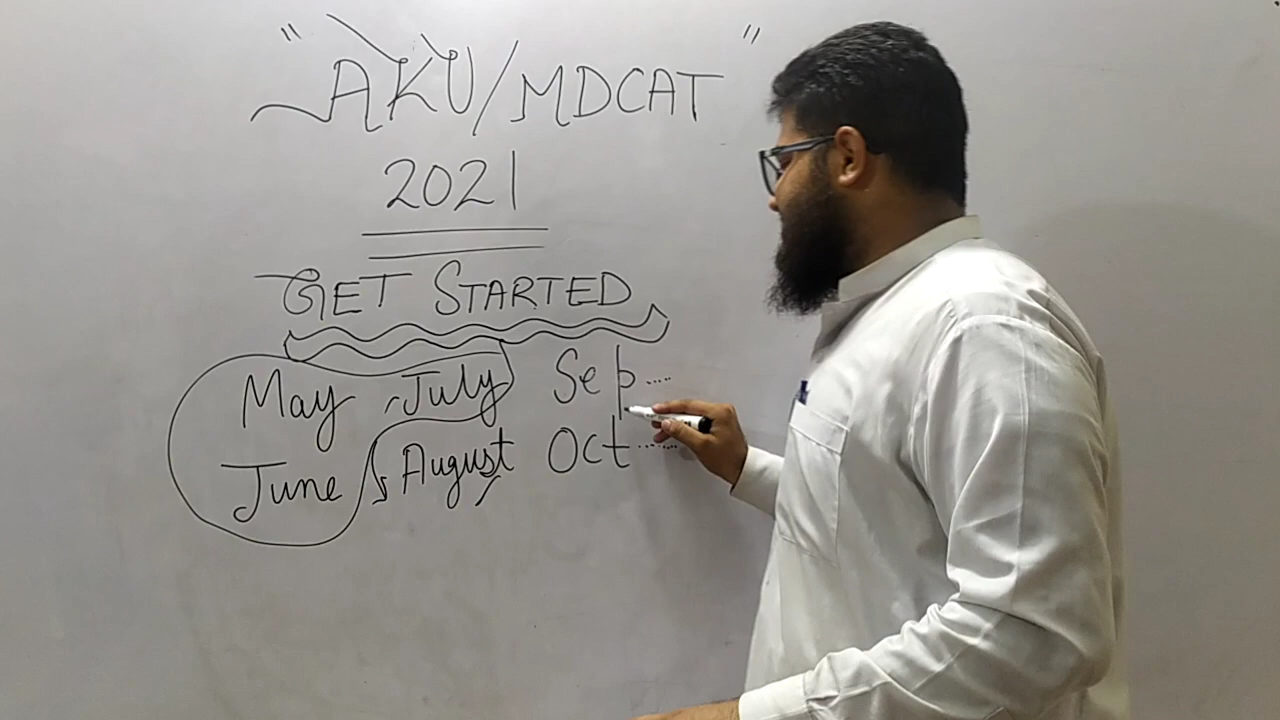 " AKU/MDCAT "
2021
GET STARTED
May July Sep ....
June August Oct .......